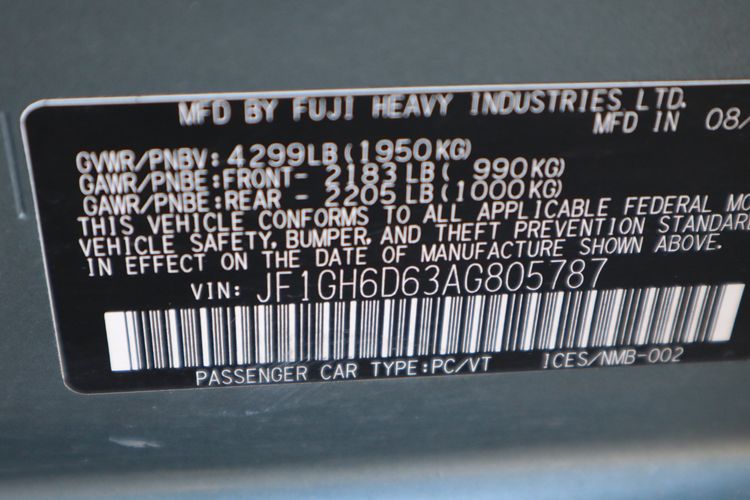 MFD BY FUJI HEAVY INDUSTRIES LTD.
MFD IN 08/
GVWR/PNBV: 4299LB(1950KG)
GAWR/PNBE:FRONT- 2183LB( 990KG)
GAWR/PNBE:REAR - 2205LB(1000KG)
THIS VEHICLE CONFORMS TO ALL APPLICABLE FEDERAL MO
VEHICLE SAFETY, BUMPER, AND THEFT PREVENTION STANDAR
IN EFFECT ON THE DATE OF MANUFACTURE SHOWN ABOVE.
VIN: JF1GH6D63AG805787
PASSENGER CAR TYPE:PC/VT ICES/NMB-002